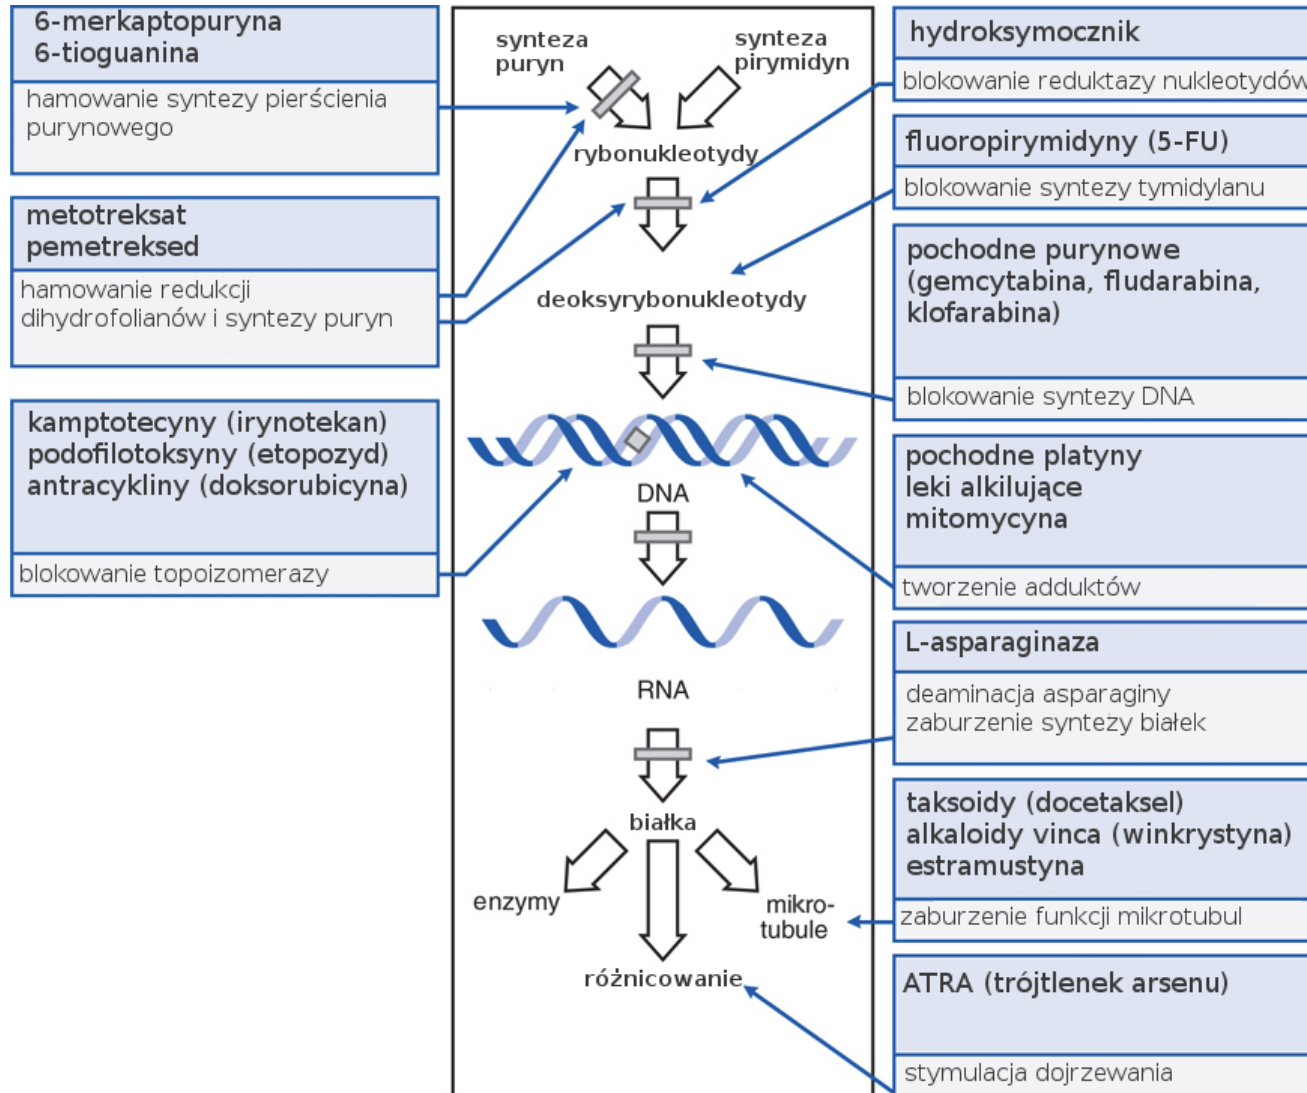 6-merkaptopuryna
6-tioguanina
hamowanie syntezy pierścienia
purynowego
metotreksat
pemetreksed
hamowanie redukcji
dihydrofolianów i syntezy puryn
kamptotecyny (irynotekan)
podofilotoksyny (etopozyd)
antracykliny (doksorubicyna)
blokowanie topoizomerazy
synteza
puryn
synteza
pirymidyn
rybonukleotydy
deoksyrybonukleotydy
DNA
RNA
białka
enzymy
mikro-
tubule
różnicowanie
hydroksymocznik
blokowanie reduktazy nukleotydów
fluoropirymidyny (5-FU)
blokowanie syntezy tymidylanu
pochodne purynowe
(gemcytabina, fludarabina,
klofarabina)
blokowanie syntezy DNA
pochodne platyny
leki alkilujące
mitomycyna
tworzenie adduktów
L-asparaginaza
deaminacja asparaginy
zaburzenie syntezy białek
taksoidy (docetaksel)
alkaloidy vinca (winkrystyna)
estramustyna
zaburzenie funkcji mikrotubul
ATRA (trójtlenek arsenu)
stymulacja dojrzewania